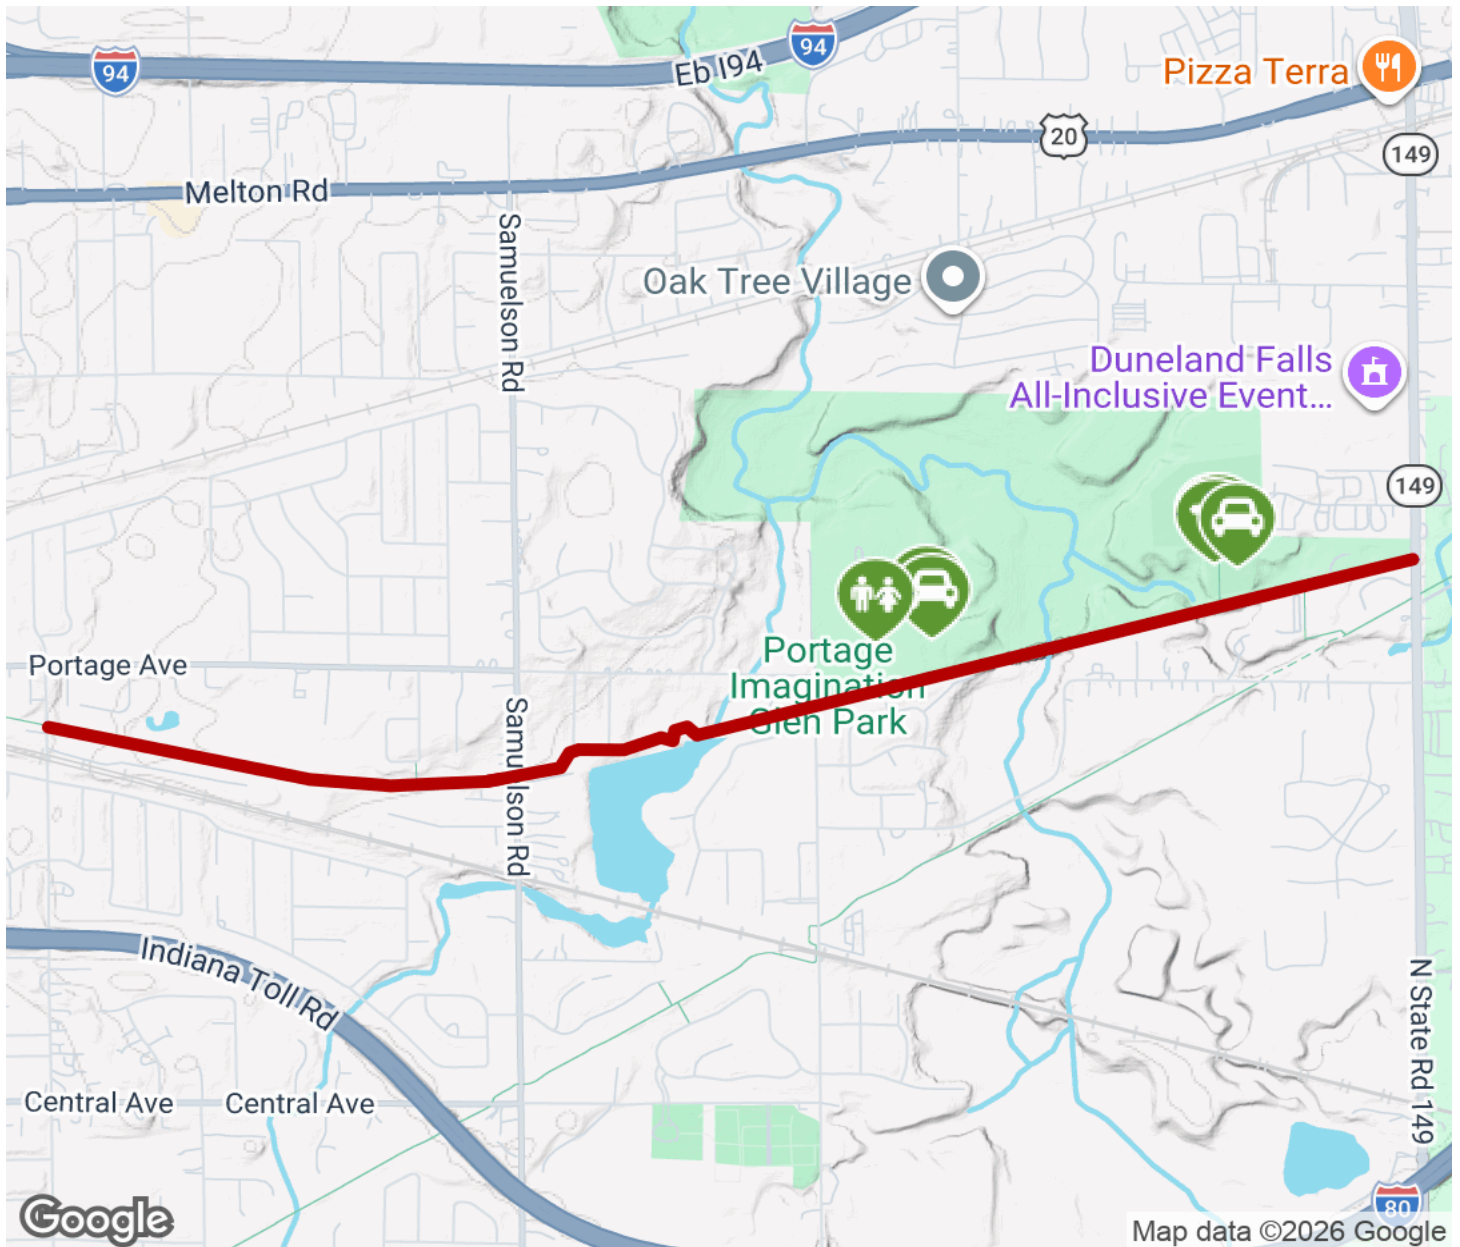 94
Eb I94
94
Pizza Terra
20
149
Melton Rd
Samuelson Rd
Oak Tree Village
Duneland Falls
All-Inclusive Event...
149
Portage Ave
Portage
Imagination
Glen Park
Samuelson Rd
Indiana Toll Rd
N State Rd 149
Central Ave
Central Ave
80
Google
Map data ©2026 Google